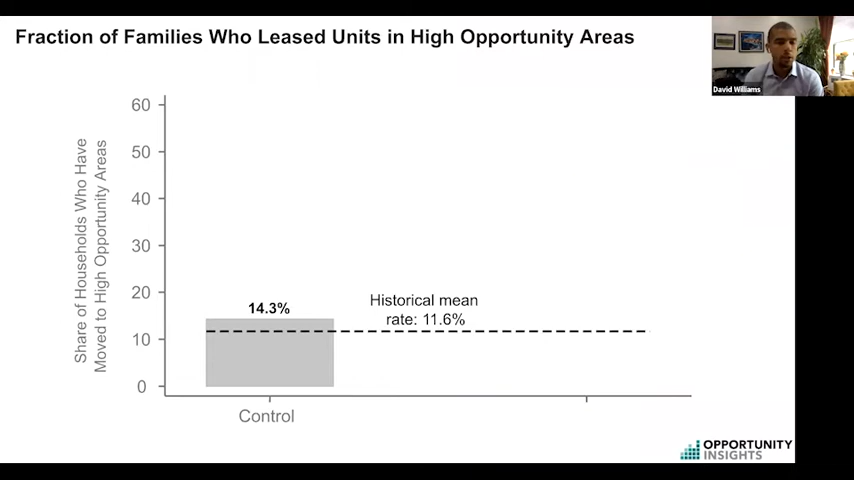 Fraction of Families Who Leased Units in High Opportunity Areas
David Williams
Share of Households Who Have
Moved to High Opportunity Areas
60
50
40
30
20
10
0
14.3%
Historical mean
rate: 11.6%
Control
OPPORTUNITY
INSIGHTS